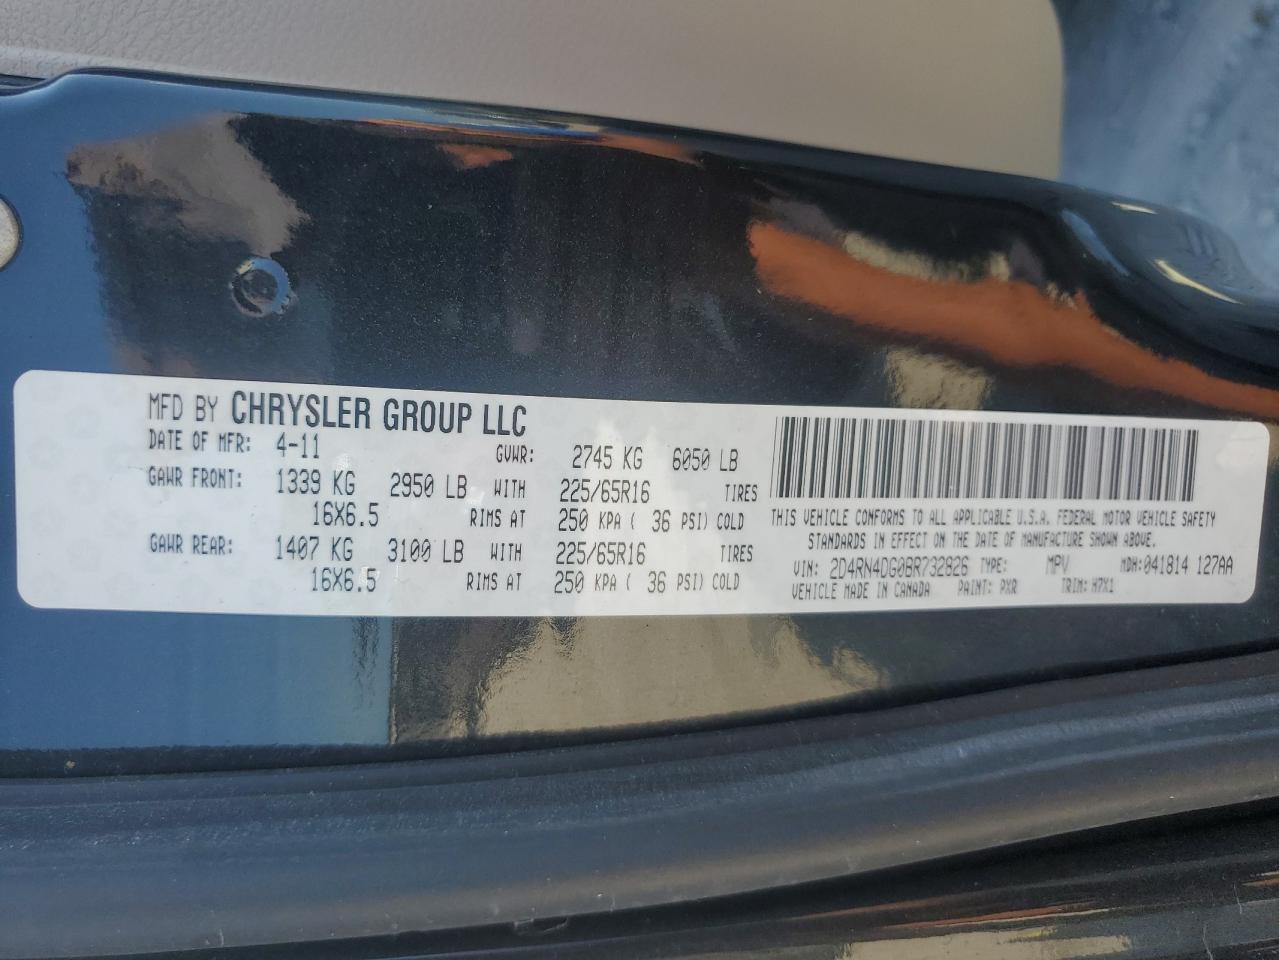 MFD BY CHRYSLER GROUP LLC
DATE OF MFR: 4-11 GVWR: 2745 KG 6050 LB
GAWR FRONT: 1339 KG 2950 LB WITH 225/65R16 TIRES
16X6.5 RIMS AT 250 KPA ( 36 PSI) COLD
GAWR REAR: 1407 KG 3100 LB WITH 225/65R16 TIRES
16X6.5 RIMS AT 250 KPA ( 36 PSI) COLD
THIS VEHICLE CONFORMS TO ALL APPLICABLE U.S.A. FEDERAL MOTOR VEHICLE SAFETY
STANDARDS IN EFFECT ON THE DATE OF MANUFACTURE SHOWN ABOVE.
VIN: 2D4RN4DG0BR732826 TYPE: MPV MDH: 041814 127AA
VEHICLE MADE IN CANADA PAINT: PXR TRIM: H7X1